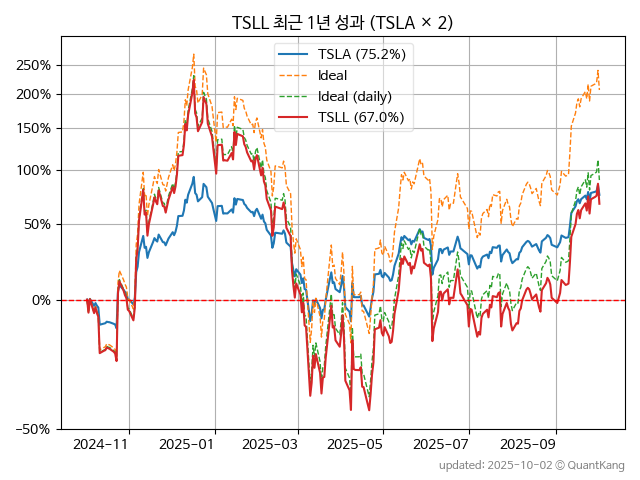 TSLL 최근 1년 성과 (TSLA × 2)
TSLA (75.2%)
Ideal
Ideal (daily)
TSLL (67.0%)
250%
200%
150%
100%
50%
0%
−50%
2024−11
2025−01
2025−03
2025−05
2025−07
2025−09
updated: 2025-10-02 ⓒ QuantKang